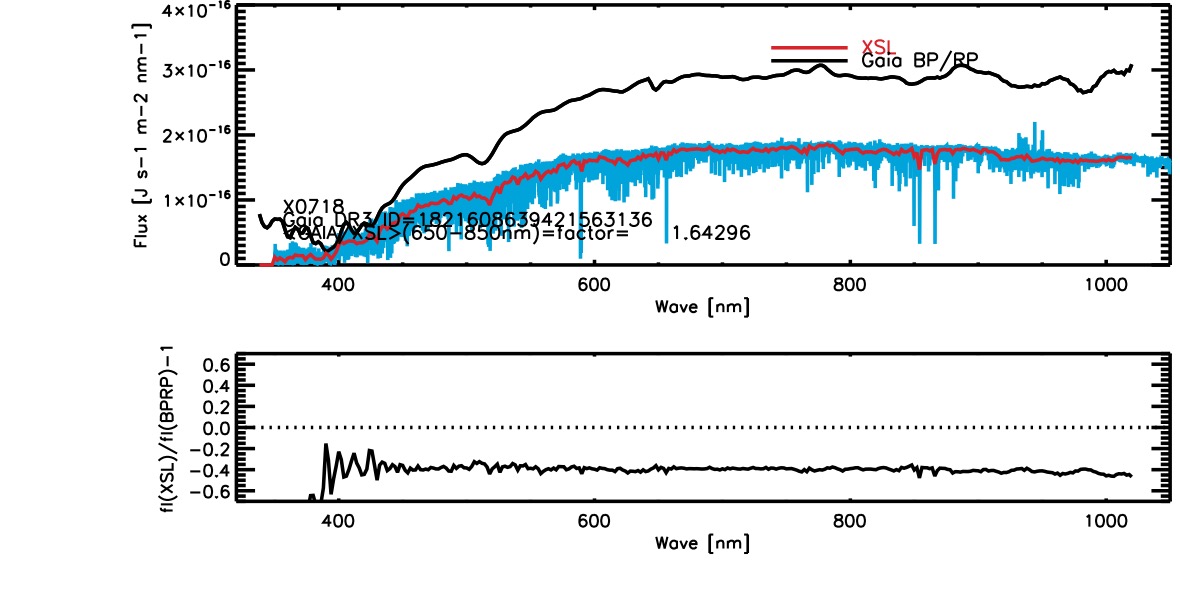 4×10−16
3×10−16
2×10−16
1×10−16
0
Flux [J s−1 m−2 nm−1]
XSL
Gaia BP/RP
X0718
Gaia DR3/ID=1821608639421563136
<GAIA/XSL>(650−850nm)=factor= 1.64296
400 600 800 1000
Wave [nm]
0.6
0.4
0.2
0.0
−0.2
−0.4
−0.6
fl(XSL)/fl(BPRP)−1
400 600 800 1000
Wave [nm]